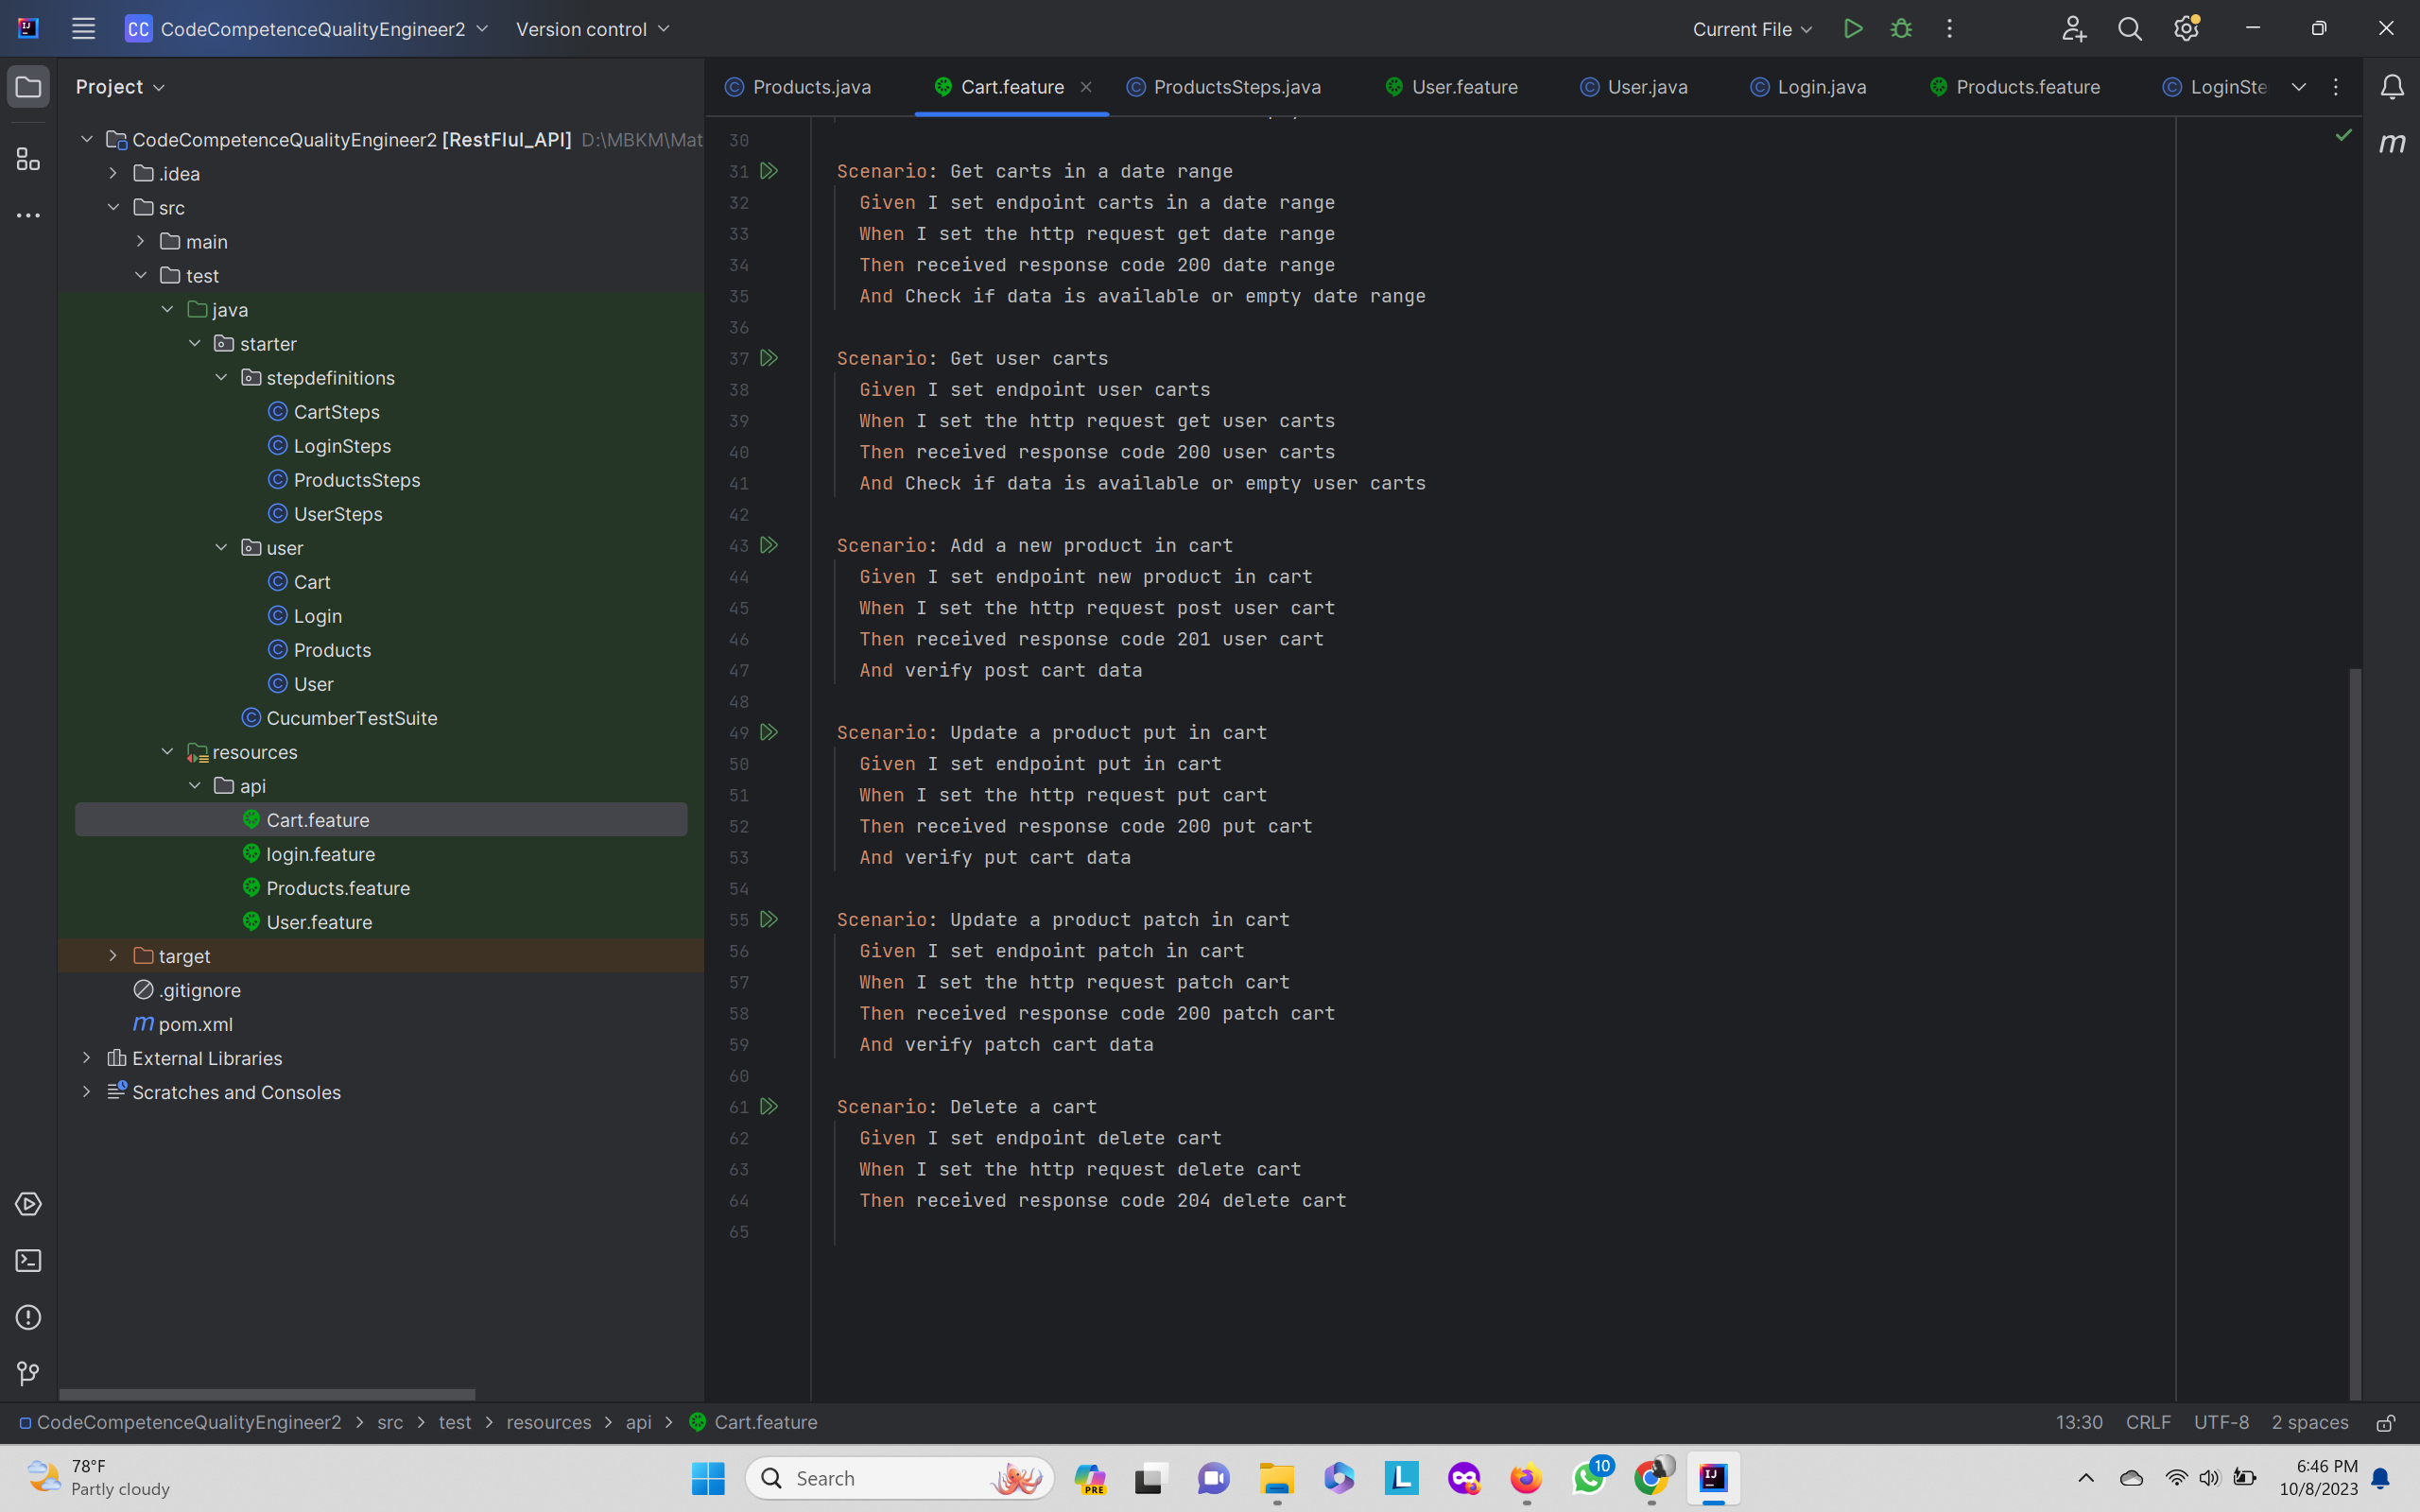 CC CodeCompetenceQualityEngineer2 Version control Current File
Project
Products.java Cart.feature ProductsSteps.java User.feature User.java Login.java Products.feature LoginSte
CodeCompetenceQualityEngineer2 [RestFlul_API] D:\MBKM\Mat
.idea
src
main
test
java
starter
stepdefinitions
CartSteps
LoginSteps
ProductsSteps
UserSteps
user
Cart
Login
Products
User
CucumberTestSuite
resources
api
Cart.feature
login.feature
Products.feature
User.feature
target
.gitignore
m pom.xml
External Libraries
Scratches and Consoles
30
31 Scenario: Get carts in a date range
32 Given I set endpoint carts in a date range
33 When I set the http request get date range
34 Then received response code 200 date range
35 And Check if data is available or empty date range
36
37 Scenario: Get user carts
38 Given I set endpoint user carts
39 When I set the http request get user carts
40 Then received response code 200 user carts
41 And Check if data is available or empty user carts
42
43 Scenario: Add a new product in cart
44 Given I set endpoint new product in cart
45 When I set the http request post user cart
46 Then received response code 201 user cart
47 And verify post cart data
48
49 Scenario: Update a product put in cart
50 Given I set endpoint put in cart
51 When I set the http request put cart
52 Then received response code 200 put cart
53 And verify put cart data
54
55 Scenario: Update a product patch in cart
56 Given I set endpoint patch in cart
57 When I set the http request patch cart
58 Then received response code 200 patch cart
59 And verify patch cart data
60
61 Scenario: Delete a cart
62 Given I set endpoint delete cart
63 When I set the http request delete cart
64 Then received response code 204 delete cart
65
m
CodeCompetenceQualityEngineer2 > src > test > resources > api > Cart.feature 13:30 CRLF UTF-8 2 spaces
78°F
Partly cloudy
Search
PRE
L
10
IJ
6:46 PM
10/8/2023